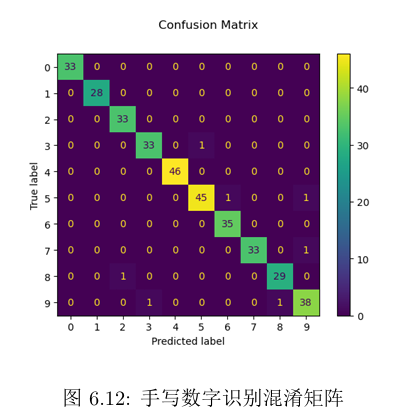 Confusion Matrix
0 33 0 0 0 0 0 0 0 0 0
1 0 28 0 0 0 0 0 0 0 0
2 0 0 33 0 0 0 0 0 0 0
3 0 0 0 33 0 1 0 0 0 0
4 0 0 0 0 46 0 0 0 0 0
5 0 0 0 0 0 45 1 0 0 1
6 0 0 0 0 0 0 35 0 0 0
7 0 0 0 0 0 0 0 33 0 1
8 0 0 1 0 0 0 0 0 29 0
9 0 0 0 1 0 0 0 0 1 38
0 1 2 3 4 5 6 7 8 9
Predicted label
True label
40
30
20
10
0
图 6.12: 手写数字识别混淆矩阵